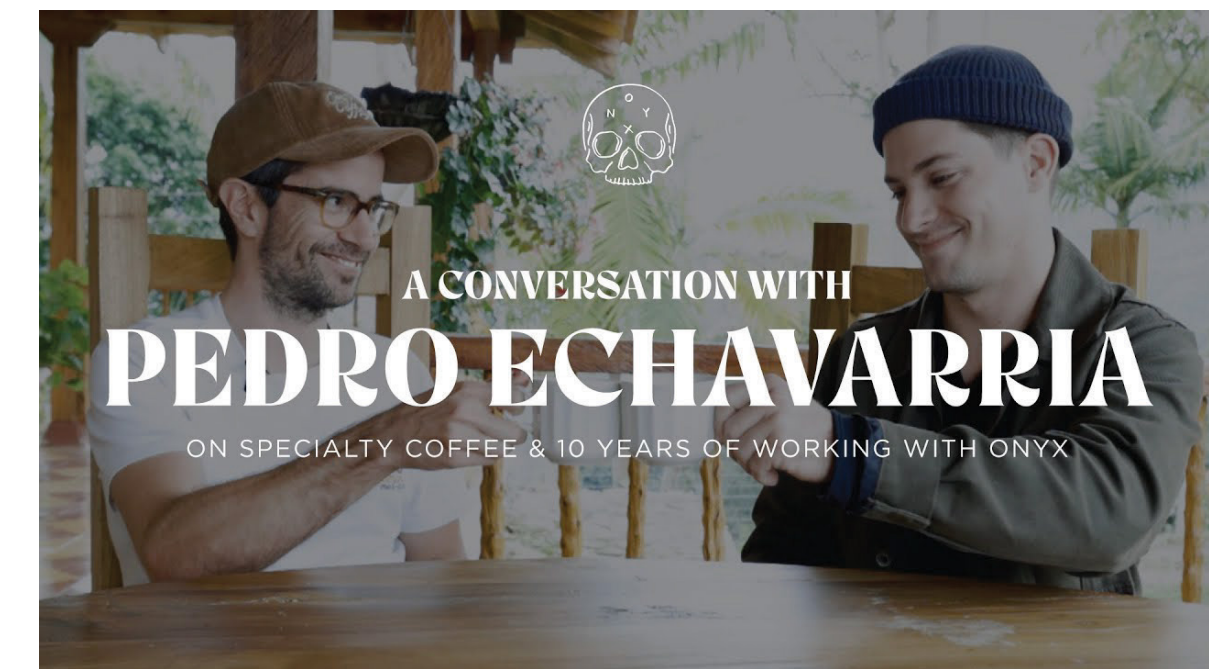 O
N Y
X
A CONVERSATION WITH
PEDRO ECHAVARRIA
ON SPECIALTY COFFEE & 10 YEARS OF WORKING WITH ONYX